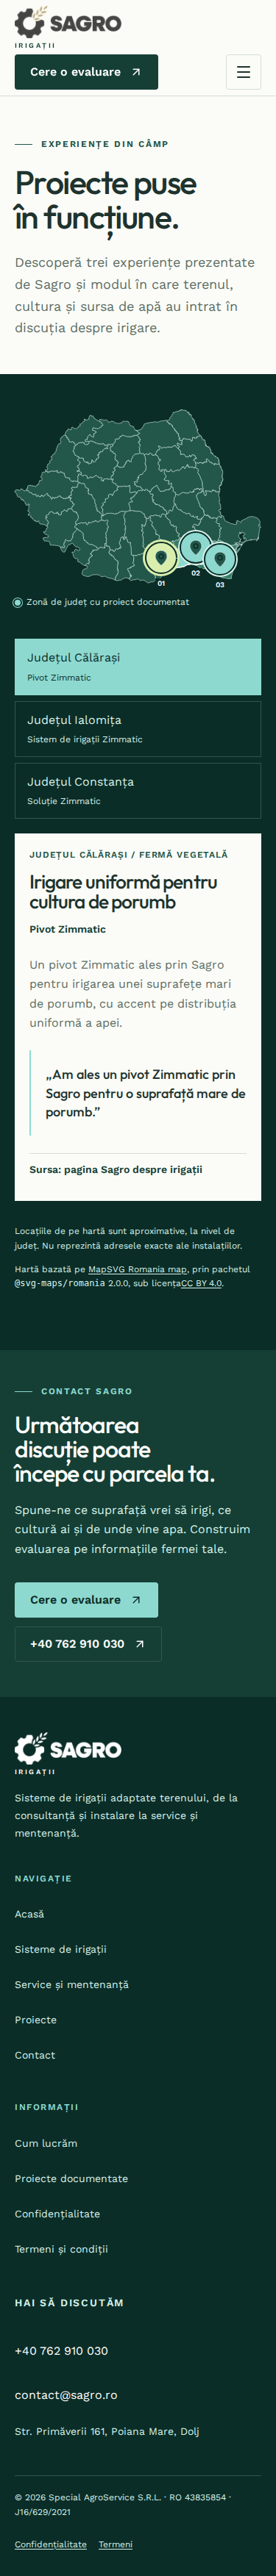 SAGRO
IRIGAȚII
Cere o evaluare
EXPERIENȚE DIN CÂMP
Proiecte puse
în funcțiune.
Descoperă trei experiențe prezentate
de Sagro și modul în care terenul,
cultura și sursa de apă au intrat în
discuția despre irigare.
01
02
03
Zonă de județ cu proiect documentat
Județul Călărași
Pivot Zimmatic
Județul Ialomița
Sistem de irigații Zimmatic
Județul Constanța
Soluție Zimmatic
JUDEȚUL CĂLĂRAȘI / FERMĂ VEGETALĂ
Irigare uniformă pentru
cultura de porumb
Pivot Zimmatic
Un pivot Zimmatic ales prin Sagro
pentru irigarea unei suprafețe mari
de porumb, cu accent pe distribuția
uniformă a apei.
„Am ales un pivot Zimmatic prin
Sagro pentru o suprafață mare de
porumb.”
Sursa: pagina Sagro despre irigații
Locațiile de pe hartă sunt aproximative, la nivel de
județ. Nu reprezintă adresele exacte ale instalațiilor.
Hartă bazată pe MapSVG Romania map, prin pachetul
@svg-maps/romania 2.0.0, sub licențaCC BY 4.0.
CONTACT SAGRO
Următoarea
discuție poate
începe cu parcela ta.
Spune-ne ce suprafață vrei să irigi, ce
cultură ai și de unde vine apa. Construim
evaluarea pe informațiile fermei tale.
Cere o evaluare
+40 762 910 030
SAGRO
IRIGAȚII
Sisteme de irigații adaptate terenului, de la
consultanță și instalare la service și
mentenanță.
NAVIGAȚIE
Acasă
Sisteme de irigații
Service și mentenanță
Proiecte
Contact
INFORMAȚII
Cum lucrăm
Proiecte documentate
Confidențialitate
Termeni și condiții
HAI SĂ DISCUTĂM
+40 762 910 030
contact@sagro.ro
Str. Primăverii 161, Poiana Mare, Dolj
© 2026 Special AgroService S.R.L. · RO 43835854 ·
J16/629/2021
Confidențialitate Termeni